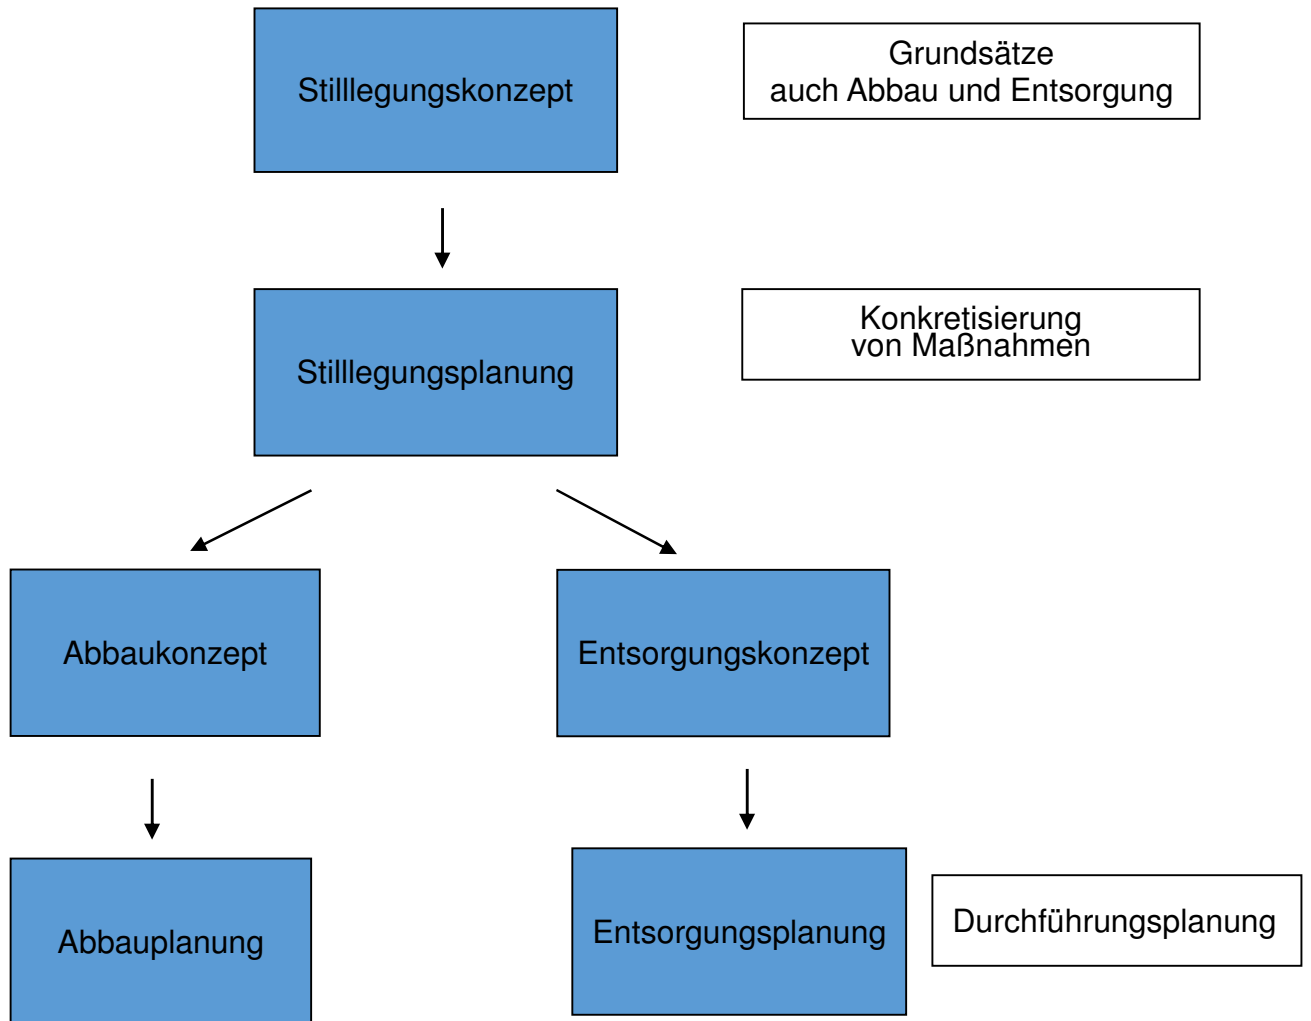 Stilllegungskonzept
Grundsätze
auch Abbau und Entsorgung
Stilllegungsplanung
Konkretisierung
von Maßnahmen
Abbaukonzept
Entsorgungskonzept
Abbauplanung
Entsorgungsplanung
Durchführungsplanung